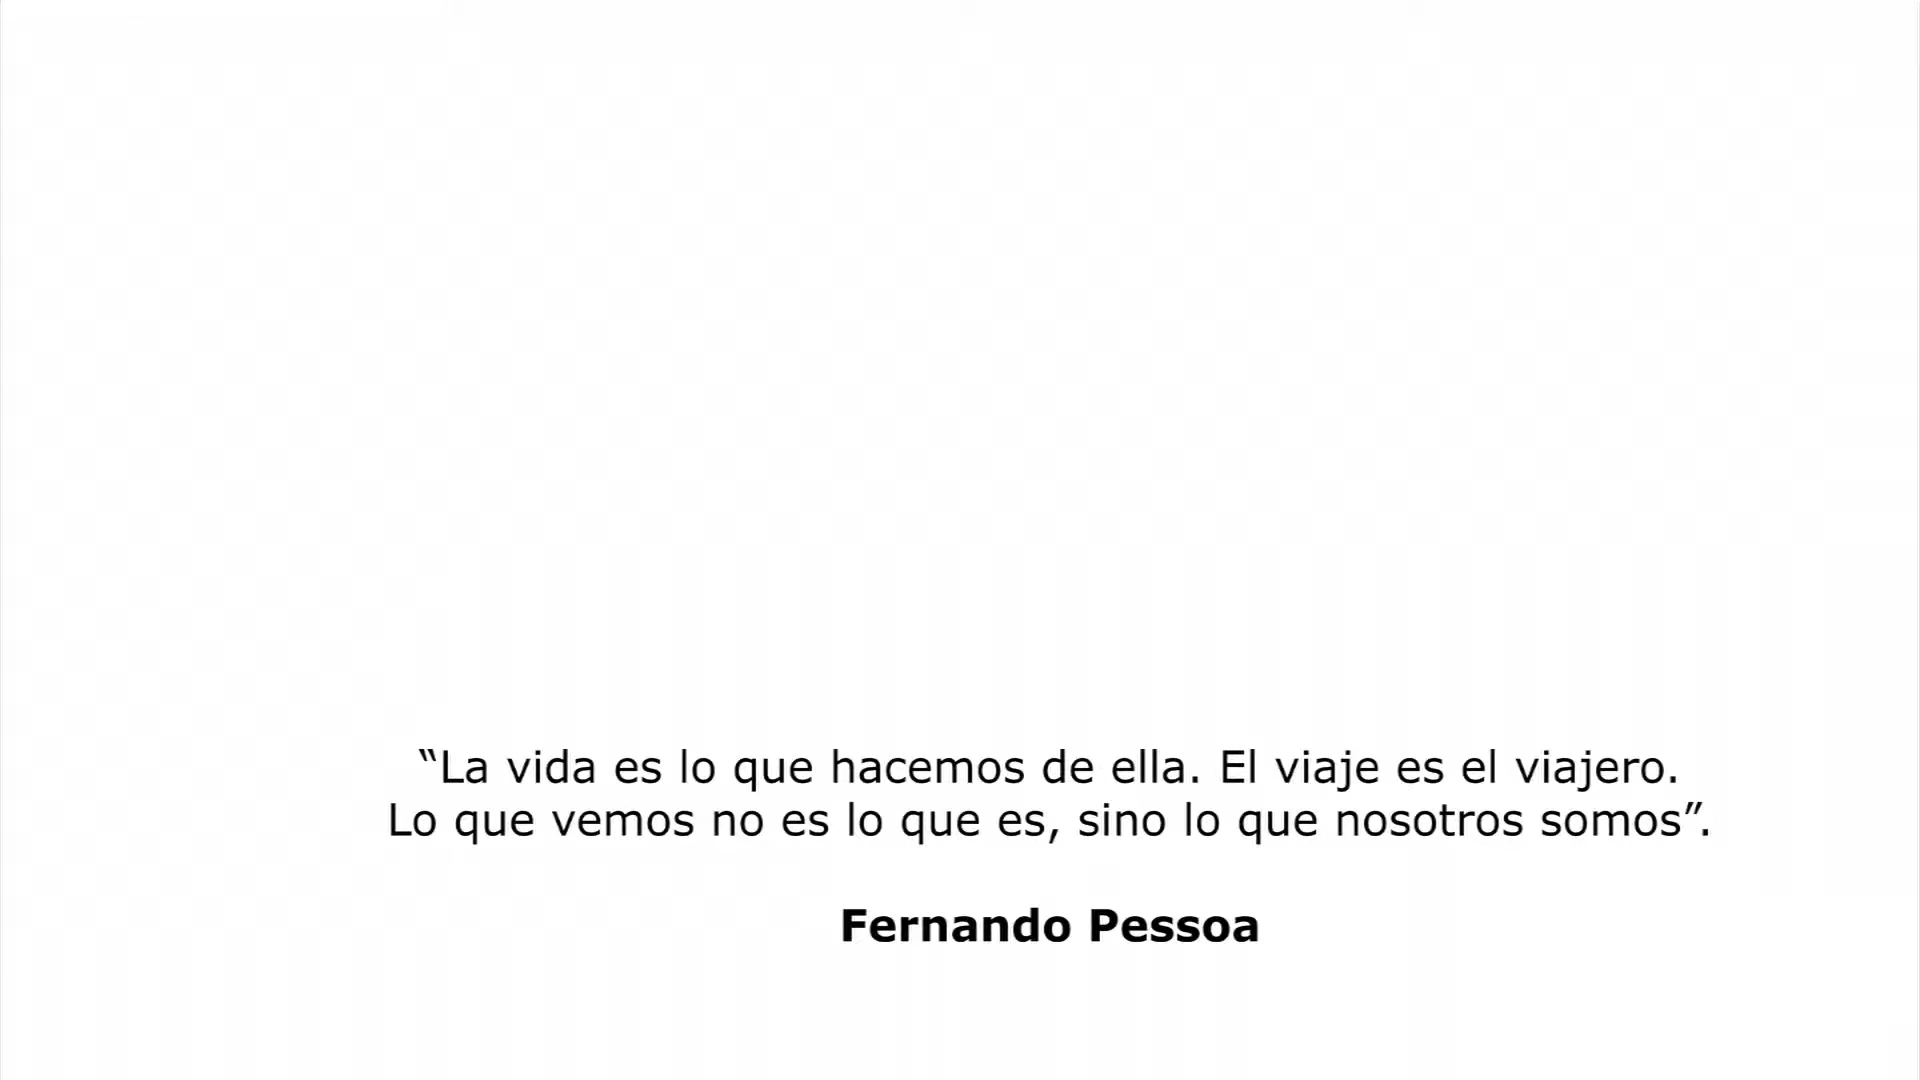 “La vida es lo que hacemos de ella. El viaje es el viajero.
Lo que vemos no es lo que es, sino lo que nosotros somos”.
Fernando Pessoa